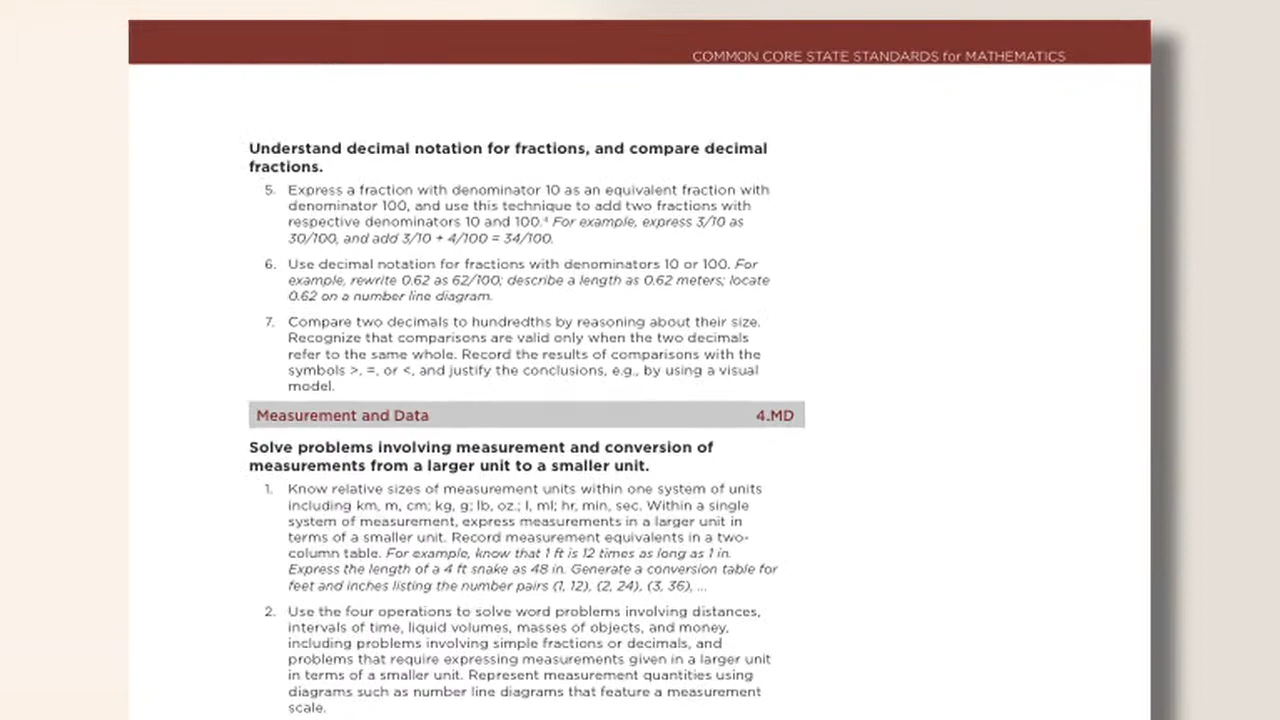 COMMON CORE STATE STANDARDS for MATHEMATICS
Understand decimal notation for fractions, and compare decimal
fractions.
5. Express a fraction with denominator 10 as an equivalent fraction with
denominator 100, and use this technique to add two fractions with
respective denominators 10 and 100.⁴ For example, express 3/10 as
30/100, and add 3/10 + 4/100 = 34/100.
6. Use decimal notation for fractions with denominators 10 or 100. For
example, rewrite 0.62 as 62/100; describe a length as 0.62 meters; locate
0.62 on a number line diagram.
7. Compare two decimals to hundredths by reasoning about their size.
Recognize that comparisons are valid only when the two decimals
refer to the same whole. Record the results of comparisons with the
symbols >, =, or <, and justify the conclusions, e.g., by using a visual
model.
Measurement and Data 4.MD
Solve problems involving measurement and conversion of
measurements from a larger unit to a smaller unit.
1. Know relative sizes of measurement units within one system of units
including km, m, cm; kg, g; lb, oz.; l, ml; hr, min, sec. Within a single
system of measurement, express measurements in a larger unit in
terms of a smaller unit. Record measurement equivalents in a two-
column table. For example, know that 1 ft is 12 times as long as 1 in.
Express the length of a 4 ft snake as 48 in. Generate a conversion table for
feet and inches listing the number pairs (1, 12), (2, 24), (3, 36), ...
2. Use the four operations to solve word problems involving distances,
intervals of time, liquid volumes, masses of objects, and money,
including problems involving simple fractions or decimals, and
problems that require expressing measurements given in a larger unit
in terms of a smaller unit. Represent measurement quantities using
diagrams such as number line diagrams that feature a measurement
scale.